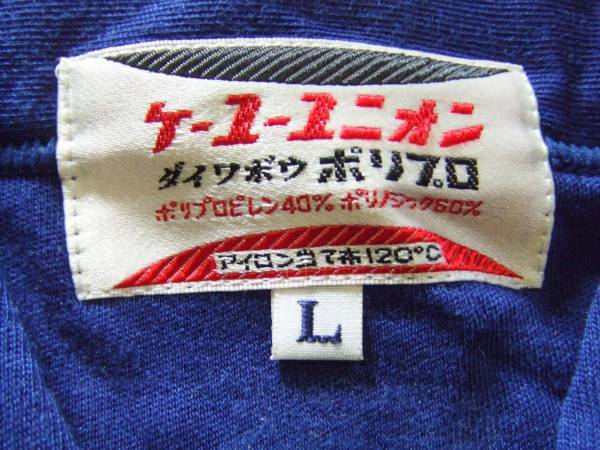 ケーユーユニオン
ダイワボウ ポリプロ
ポリプロピレン40% ポリノジック60%
アイロン当て布120°C
L